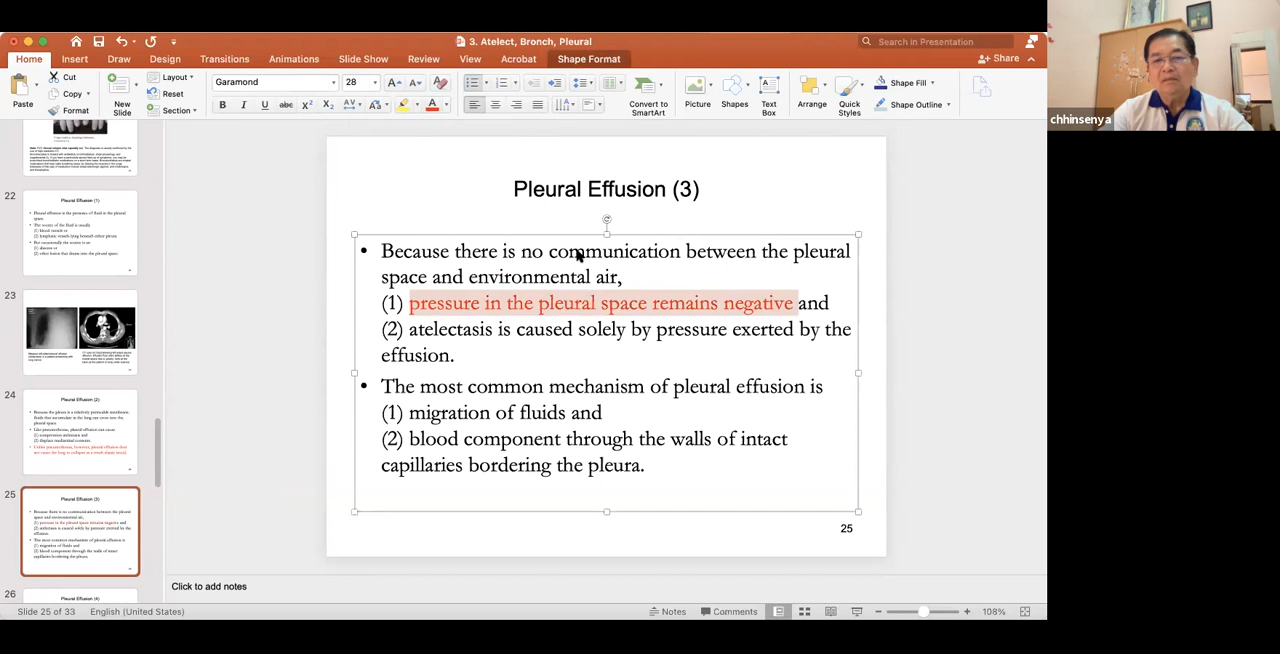 3. Atelect, Bronch, Pleural
Search in Presentation
Home Insert Draw Design Transitions Animations Slide Show Review View Acrobat Shape Format
Share
Paste
Cut
Copy
Format
New Slide
Layout
Reset
Section
Garamond 28
Convert to SmartArt
Picture
Shapes
Text Box
Arrange
Quick Styles
Shape Fill
Shape Outline
chhinsenya
22
Pleural Effusion (1)
23
24
Pleural Effusion (2)
25
Pleural Effusion (3)
26
Pleural Effusion (4)
Pleural Effusion (3)
• Because there is no communication between the pleural
space and environmental air,
(1) pressure in the pleural space remains negative and
(2) atelectasis is caused solely by pressure exerted by the
effusion.
• The most common mechanism of pleural effusion is
(1) migration of fluids and
(2) blood component through the walls of intact
capillaries bordering the pleura.
25
Click to add notes
Slide 25 of 33 English (United States)
Notes Comments 108%